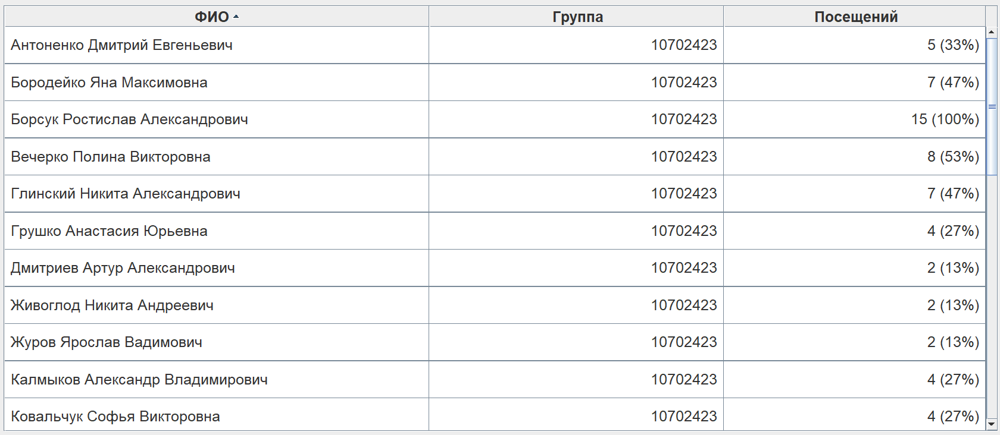 ФИО Группа Посещений
Антоненко Дмитрий Евгеньевич 10702423 5 (33%)
Бородейко Яна Максимовна 10702423 7 (47%)
Борсук Ростислав Александрович 10702423 15 (100%)
Вечерко Полина Викторовна 10702423 8 (53%)
Глинский Никита Александрович 10702423 7 (47%)
Грушко Анастасия Юрьевна 10702423 4 (27%)
Дмитриев Артур Александрович 10702423 2 (13%)
Живоглод Никита Андреевич 10702423 2 (13%)
Журов Ярослав Вадимович 10702423 2 (13%)
Калмыков Александр Владимирович 10702423 4 (27%)
Ковальчук Софья Викторовна 10702423 4 (27%)